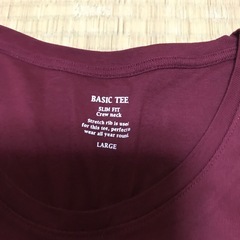 BASIC TEE
SLIM FIT
Crew neck
Stretch rib is used
for this tee, perfect
wear all year round.
LARGE